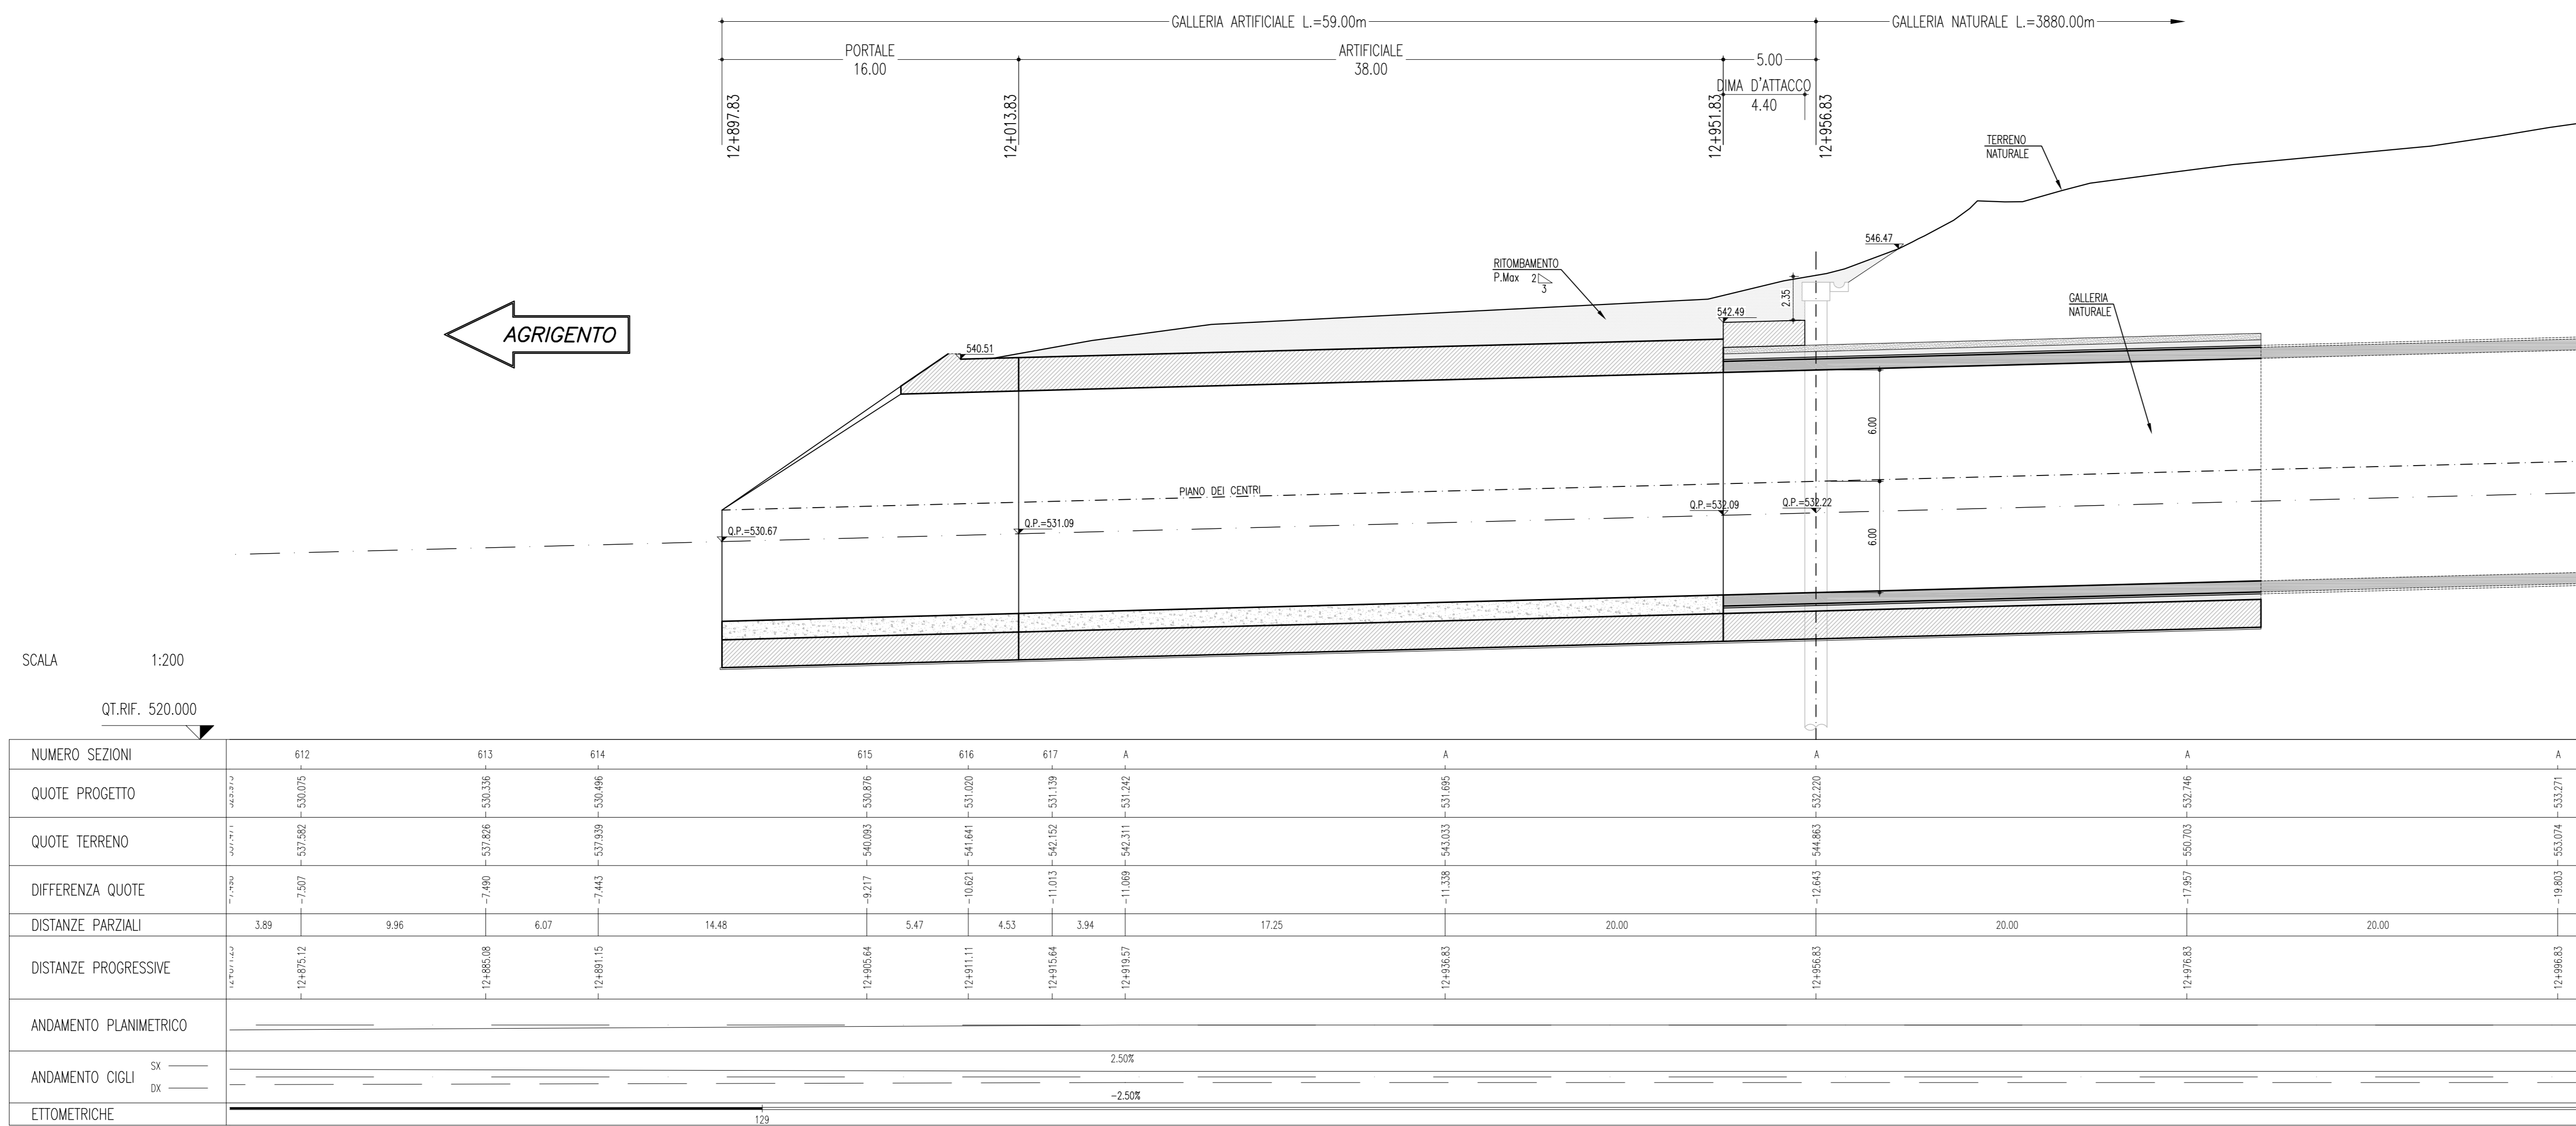 GALLERIA ARTIFICIALE L.=59.00m
GALLERIA NATURALE L.=3880.00m
PORTALE
16.00
ARTIFICIALE
38.00
5.00
DIMA D'ATTACCO
4.40
12+897.83
12+013.83
12+951.83
12+956.83
TERRENO
NATURALE
546.47
RITOMBAMENTO
P.Max 2
3
2.35
542.49
GALLERIA
NATURALE
AGRIGENTO
540.51
6.00
PIANO DEI CENTRI
Q.P.=530.67
Q.P.=531.09
Q.P.=532.09
Q.P.=532.22
6.00
SCALA 1:200
QT.RIF. 520.000
NUMERO SEZIONI 612 613 614 615 616 617 A A A A A
QUOTE PROGETTO 530.075 530.336 530.496 530.876 531.020 531.139 531.242 531.695 532.220 532.746 533.271
QUOTE TERRENO 537.582 537.826 537.939 540.093 541.641 542.152 542.311 543.033 544.863 550.703 553.074
DIFFERENZA QUOTE -7.507 -7.490 -7.443 -9.217 -10.621 -11.013 -11.069 -11.338 -12.643 -17.957 -19.803
DISTANZE PARZIALI 3.89 9.96 6.07 14.48 5.47 4.53 3.94 17.25 20.00 20.00 20.00
DISTANZE PROGRESSIVE 12+875.12 12+885.08 12+891.15 12+905.64 12+911.11 12+915.64 12+919.57 12+936.83 12+956.83 12+976.83 12+996.83
ANDAMENTO PLANIMETRICO
2.50%
ANDAMENTO CIGLI SX
DX
-2.50%
ETTOMETRICHE
129